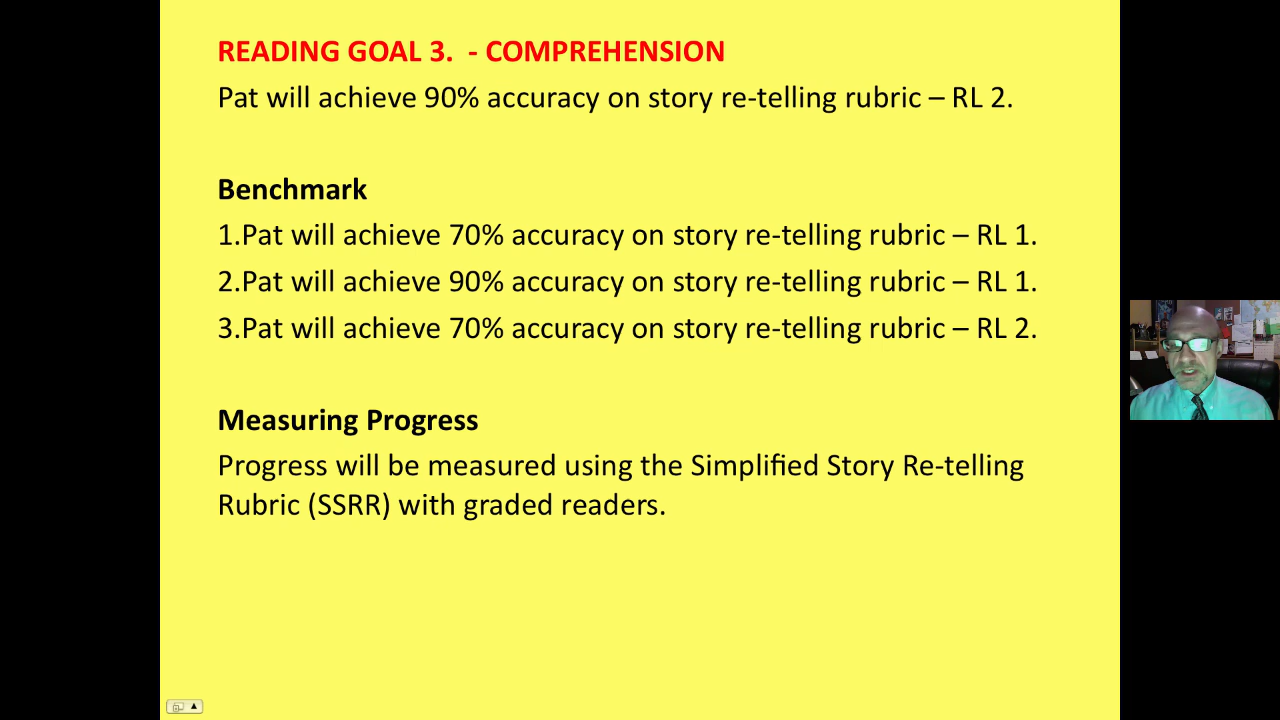 READING GOAL 3.  - COMPREHENSION
Pat will achieve 90% accuracy on story re-telling rubric – RL 2.
Benchmark
1.Pat will achieve 70% accuracy on story re-telling rubric – RL 1.
2.Pat will achieve 90% accuracy on story re-telling rubric – RL 1.
3.Pat will achieve 70% accuracy on story re-telling rubric – RL 2.
Measuring Progress
Progress will be measured using the Simplified Story Re-telling
Rubric (SSRR) with graded readers.